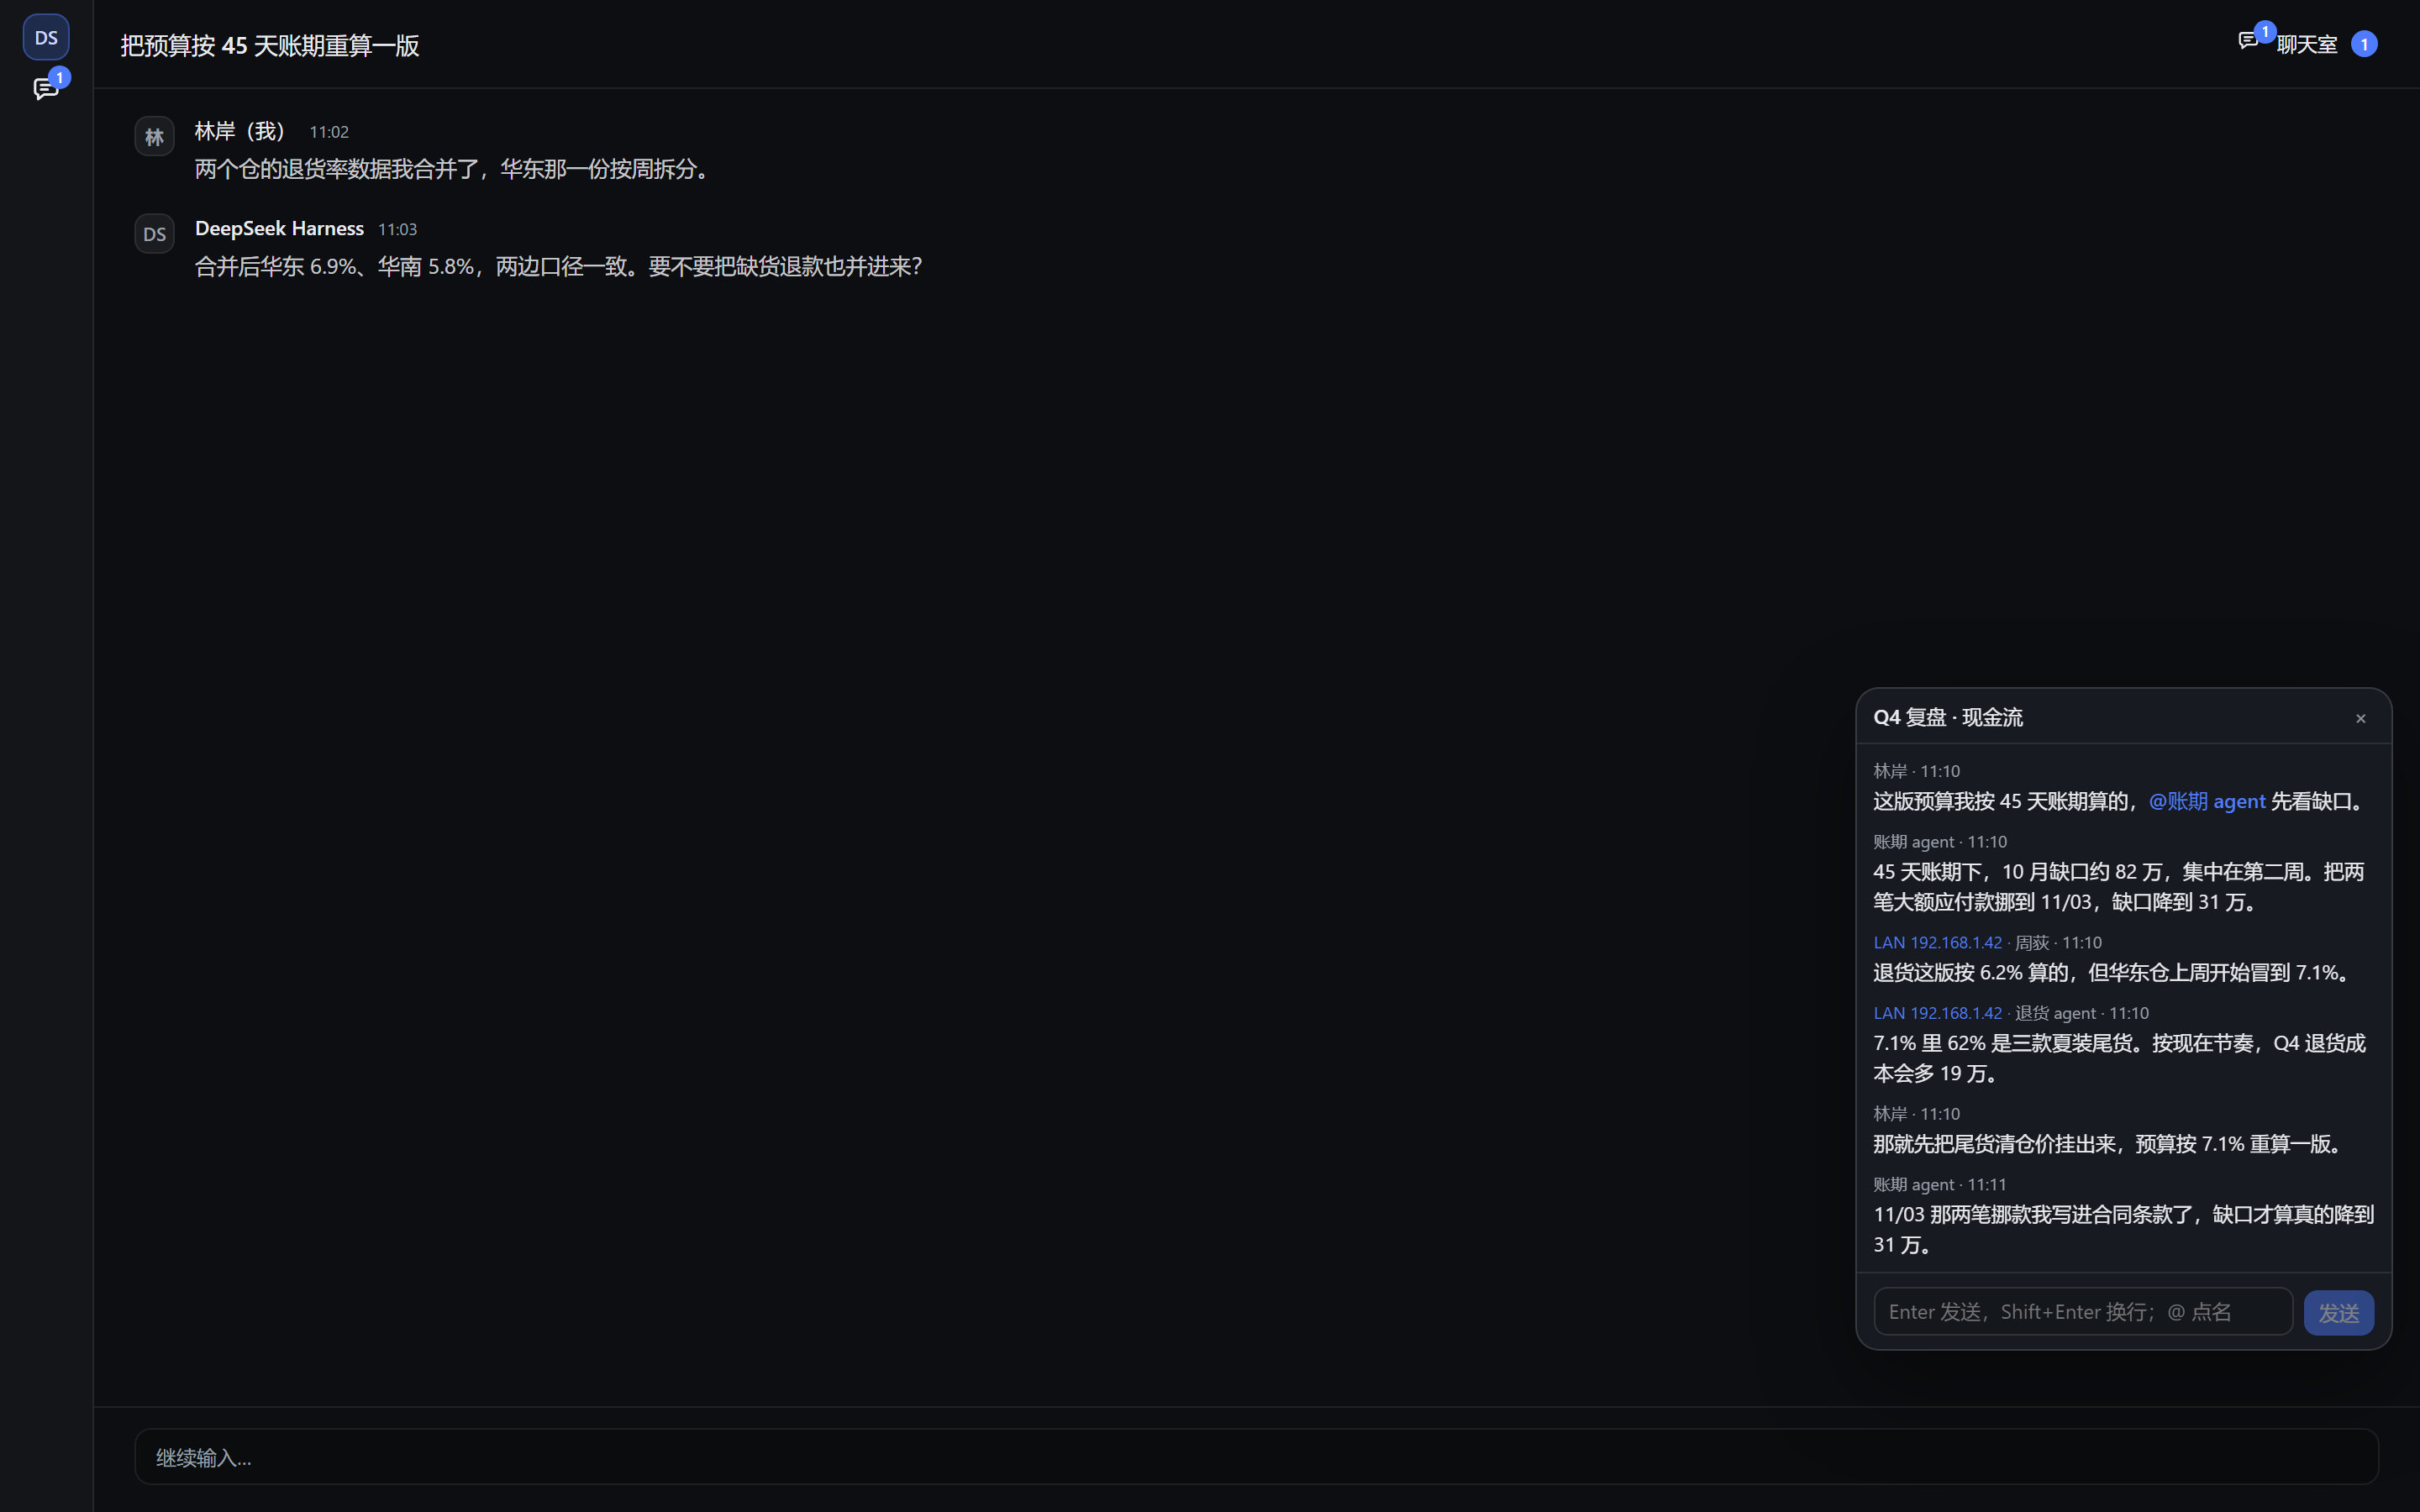 DS
1
把预算按 45 天账期重算一版
1
聊天室
1
林
林岸（我） 11:02
两个仓的退货率数据我合并了，华东那一份按周拆分。
DS
DeepSeek Harness 11:03
合并后华东 6.9%、华南 5.8%，两边口径一致。要不要把缺货退款也并进来？
Q4 复盘 · 现金流
×
林岸 · 11:10
这版预算我按 45 天账期算的，@账期 agent 先看缺口。
账期 agent · 11:10
45 天账期下，10 月缺口约 82 万，集中在第二周。把两
笔大额应付款挪到 11/03，缺口降到 31 万。
LAN 192.168.1.42 · 周荻 · 11:10
退货这版按 6.2% 算的，但华东仓上周开始冒到 7.1%。
LAN 192.168.1.42 · 退货 agent · 11:10
7.1% 里 62% 是三款夏装尾货。按现在节奏，Q4 退货成
本会多 19 万。
林岸 · 11:10
那就先把尾货清仓价挂出来，预算按 7.1% 重算一版。
账期 agent · 11:11
11/03 那两笔挪款我写进合同条款了，缺口才算真的降到
31 万。
Enter 发送，Shift+Enter 换行；@ 点名
发送
继续输入...